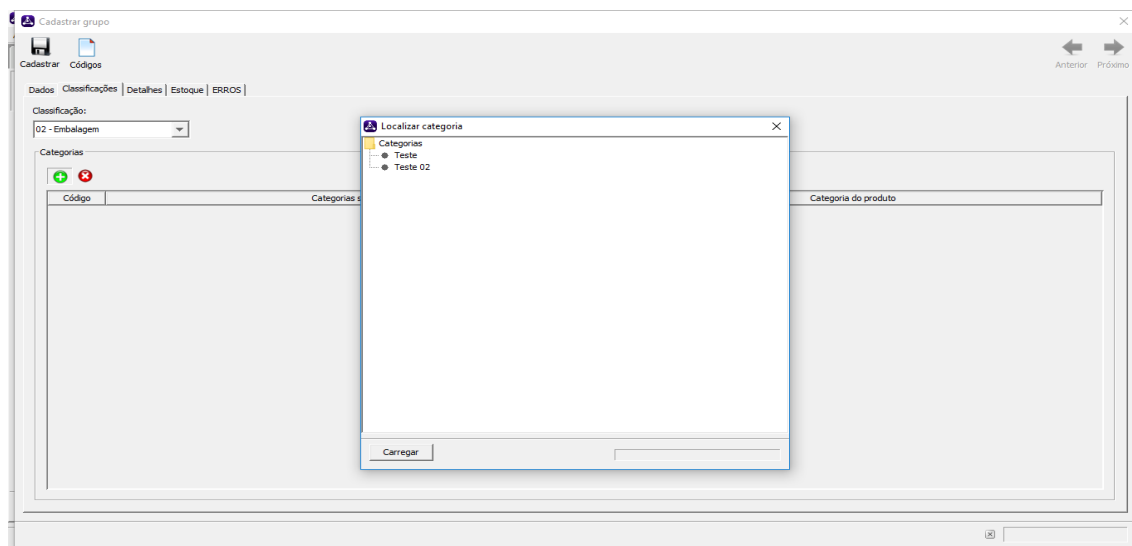 Cadastrar grupo
Cadastrar Códigos
Anterior Próximo
Dados Classificações Detalhes Estoque ERROS
Classificação:
02 - Embalagem
Categorias
Código Categorias s Categoria do produto
Localizar categoria
Categorias
Teste
Teste 02
Carregar